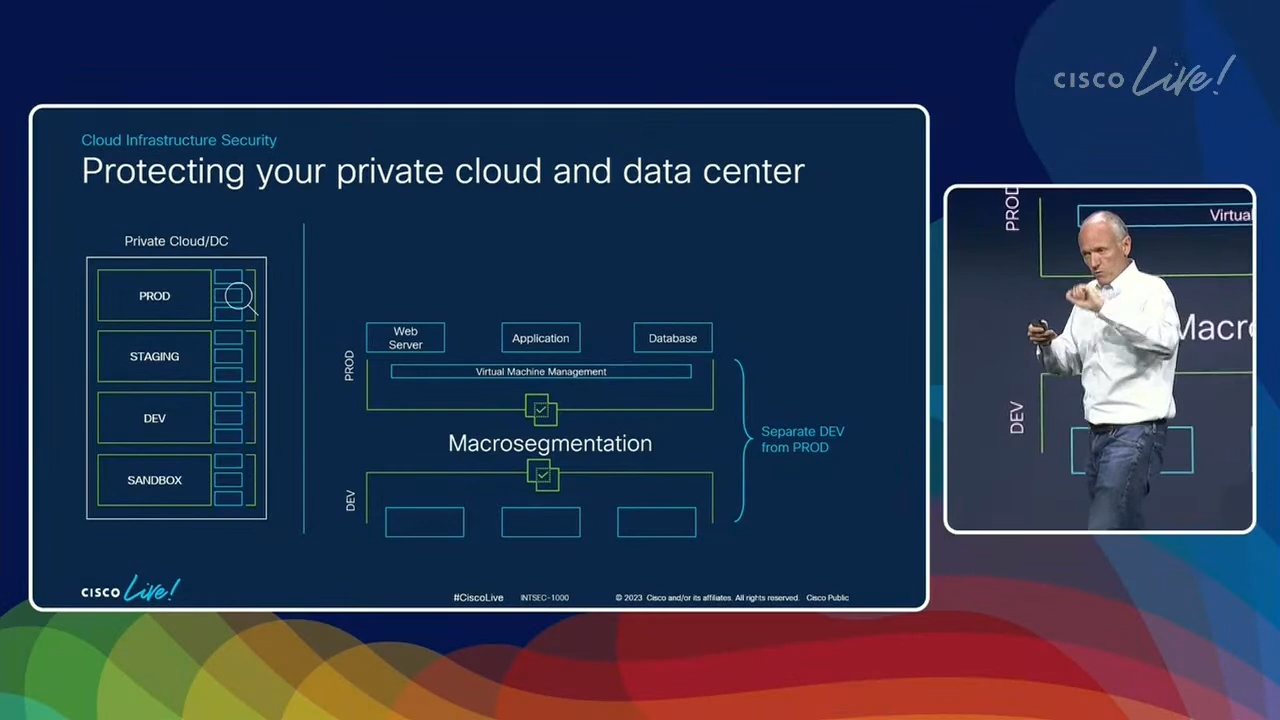 CISCO Live!
Cloud Infrastructure Security
Protecting your private cloud and data center
Private Cloud/DC
PROD
STAGING
DEV
SANDBOX
Web
Server
Application
Database
PROD
Virtual Machine Management
Macrosegmentation
DEV
Separate DEV
from PROD
CISCO Live!
#CiscoLive
INTSEC-1000
© 2023 Cisco and/or its affiliates. All rights reserved. Cisco Public
PROD
Virtual
Macro
DEV